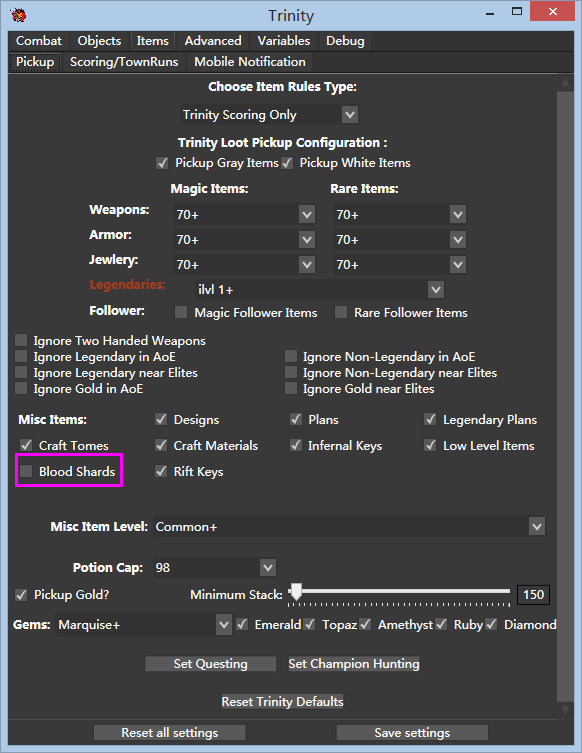 Trinity
Combat Objects Items Advanced Variables Debug
Pickup Scoring/TownRuns Mobile Notification
Choose Item Rules Type:
Trinity Scoring Only
Trinity Loot Pickup Configuration :
Pickup Gray Items Pickup White Items
Magic Items: Rare Items:
Weapons: 70+ 70+
Armor: 70+ 70+
Jewlery: 70+ 70+
Legendaries: ilvl 1+
Follower: Magic Follower Items Rare Follower Items
Ignore Two Handed Weapons
Ignore Legendary in AoE Ignore Non-Legendary in AoE
Ignore Legendary near Elites Ignore Non-Legendary near Elites
Ignore Gold in AoE Ignore Gold near Elites
Misc Items: Designs Plans Legendary Plans
Craft Tomes Craft Materials Infernal Keys Low Level Items
Blood Shards Rift Keys
Misc Item Level: Common+
Potion Cap: 98
Pickup Gold? Minimum Stack: 150
Gems: Marquise+ Emerald Topaz Amethyst Ruby Diamond
Set Questing Set Champion Hunting
Reset Trinity Defaults
Reset all settings Save settings